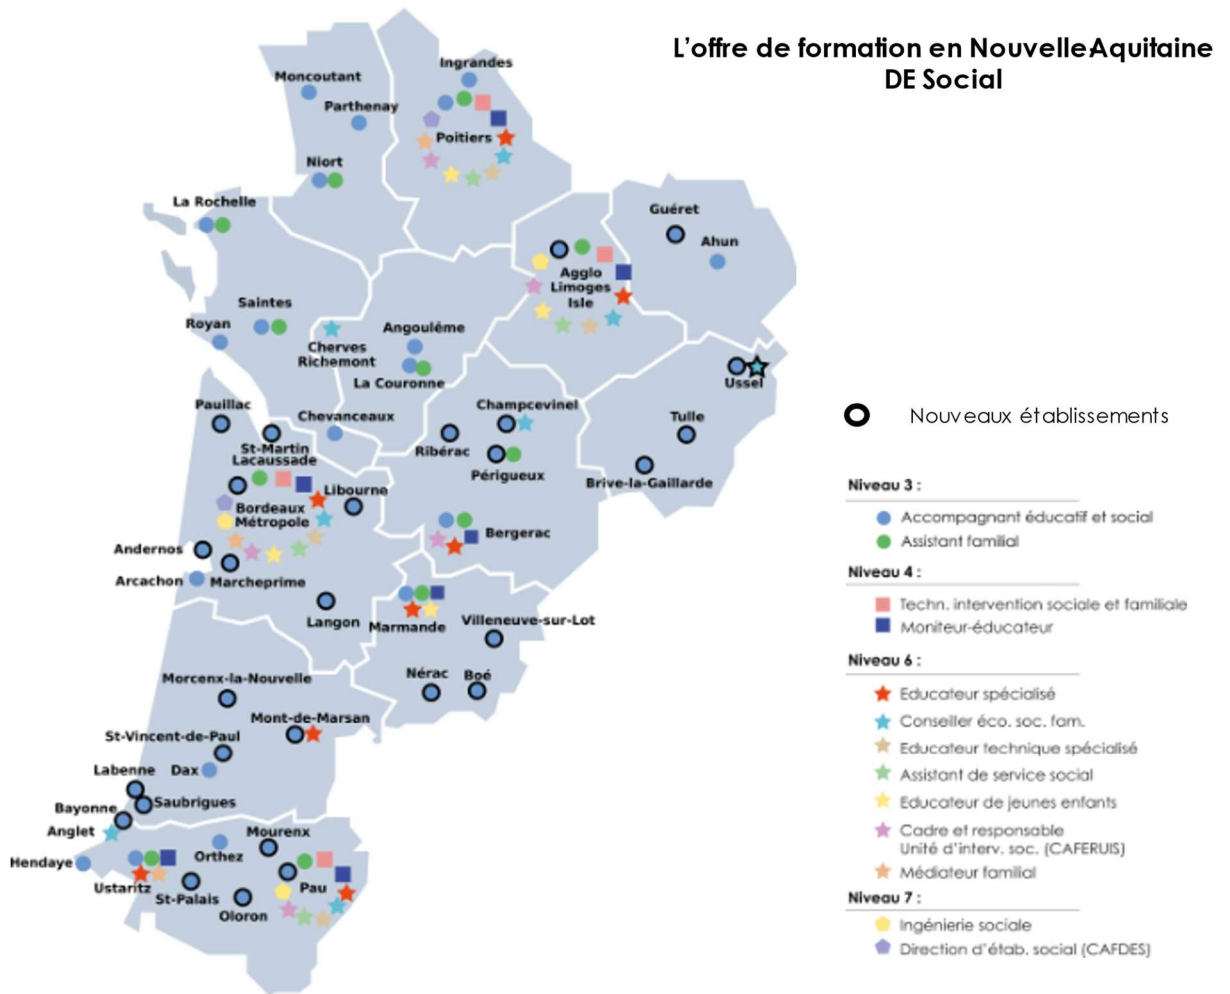 L'offre de formation en NouvelleAquitaine
DE Social
Ingrandes
Moncoutant
Parthenay
Poitiers
Niort
La Rochelle
Guéret
Ahun
Agglo
Limoges
Isle
Saintes
Royan
Cherves
Richemont
Angoulême
La Couronne
Ussel
Pauillac
Chevanceaux
Champcevinel
Tulle
St-Martin
Lacaussade
Ribérac
Périgueux
Brive-la-Gaillarde
Libourne
Bordeaux
Métropole
Bergerac
Andernos
Arcachon
Marcheprime
Langon
Marmande
Villeneuve-sur-Lot
Nérac
Boé
Morcenx-la-Nouvelle
Mont-de-Marsan
St-Vincent-de-Paul
Labenne
Dax
Saubrigues
Bayonne
Anglet
Mourenx
Hendaye
Orthez
Ustaritz
St-Palais
Pau
Oloron
Nouveaux établissements
Niveau 3 :
Accompagnant éducatif et social
Assistant familial
Niveau 4 :
Techn. intervention sociale et familiale
Moniteur-éducateur
Niveau 6 :
Educateur spécialisé
Conseiller éco. soc. fam.
Educateur technique spécialisé
Assistant de service social
Educateur de jeunes enfants
Cadre et responsable
Unité d'interv. soc. (CAFERUIS)
Médiateur familial
Niveau 7 :
Ingénierie sociale
Direction d'étab. social (CAFDES)